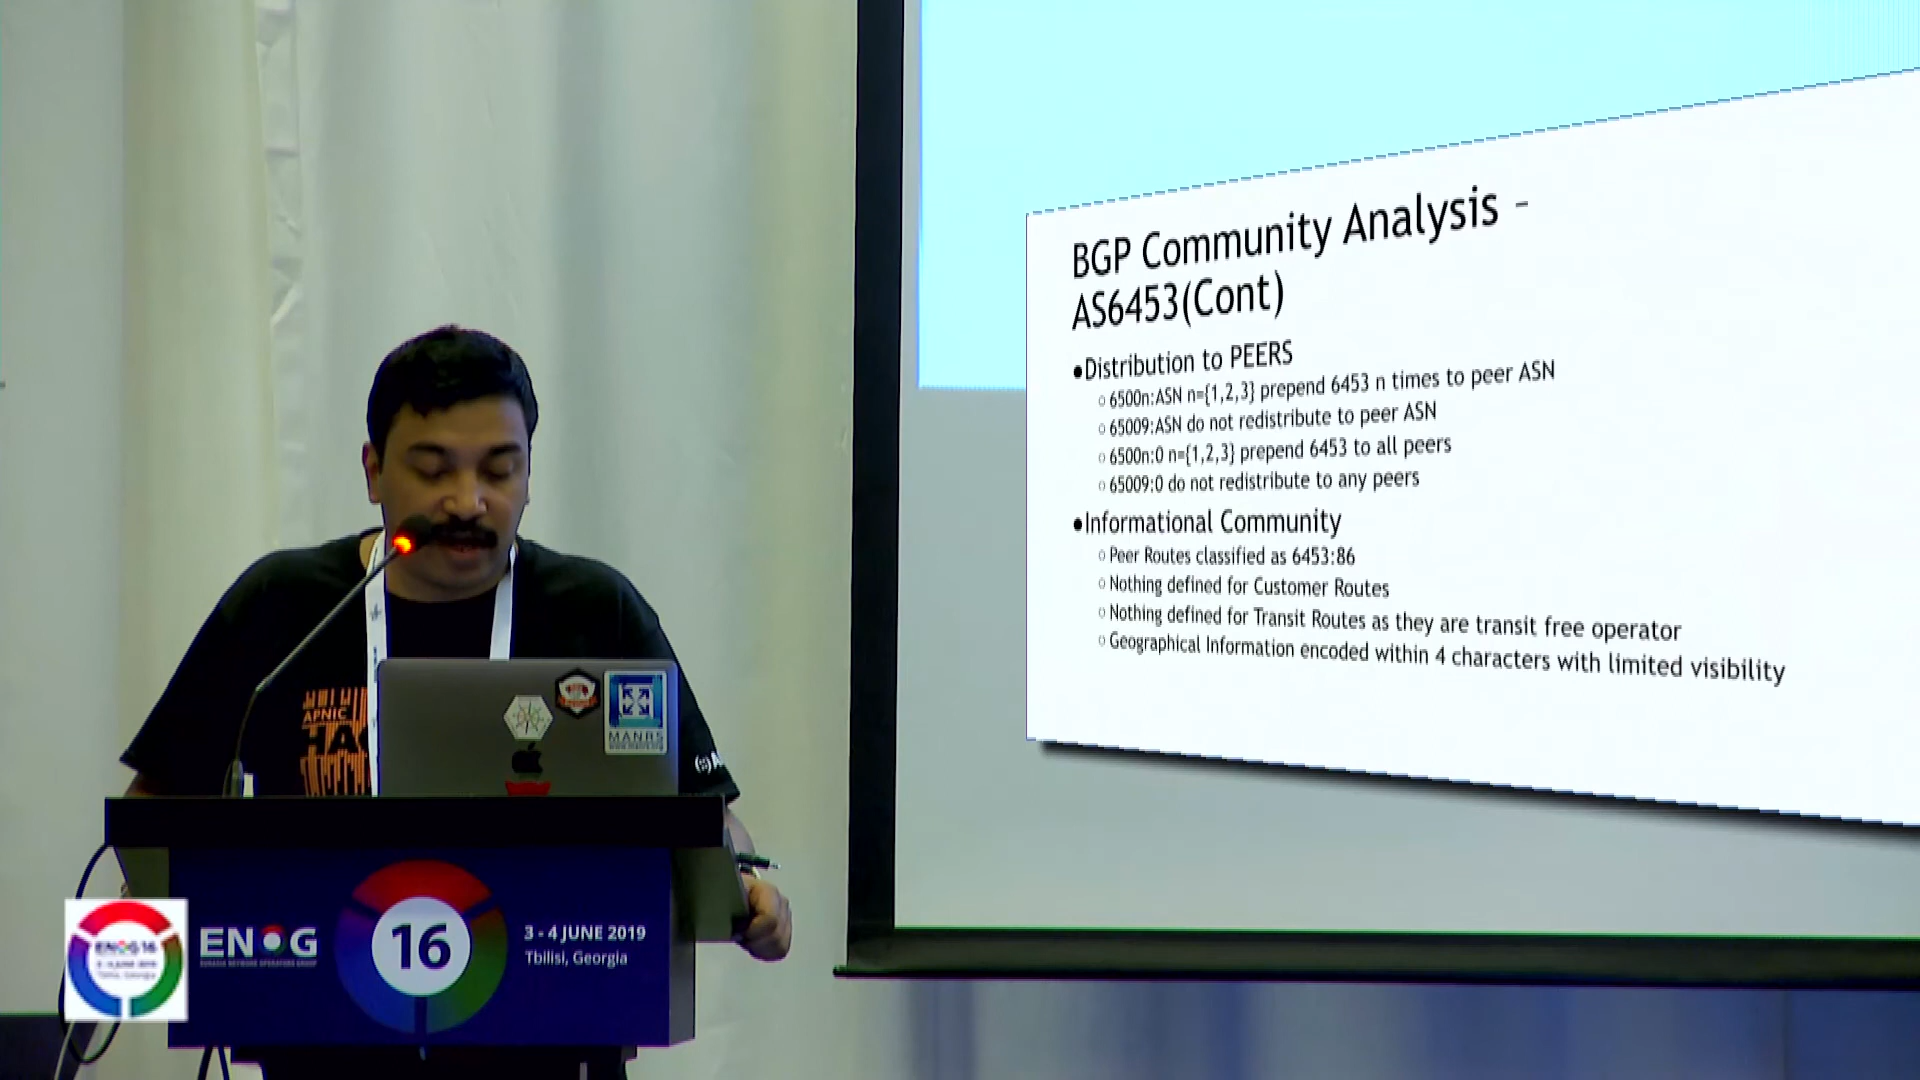 BGP Community Analysis –
AS6453(Cont)
●Distribution to PEERS
○ 6500n:ASN n={1,2,3} prepend 6453 n times to peer ASN
○ 65009:ASN do not redistribute to peer ASN
○ 6500n:0 n={1,2,3} prepend 6453 to all peers
○ 65009:0 do not redistribute to any peers
●Informational Community
○ Peer Routes classified as 6453:86
○ Nothing defined for Customer Routes
○ Nothing defined for Transit Routes as they are transit free operator
○ Geographical Information encoded within 4 characters with limited visibility
APNIC
MANRS
ENOG
16
3 - 4 JUNE 2019
Tbilisi, Georgia
ENOG 16
Tbilisi, Georgia